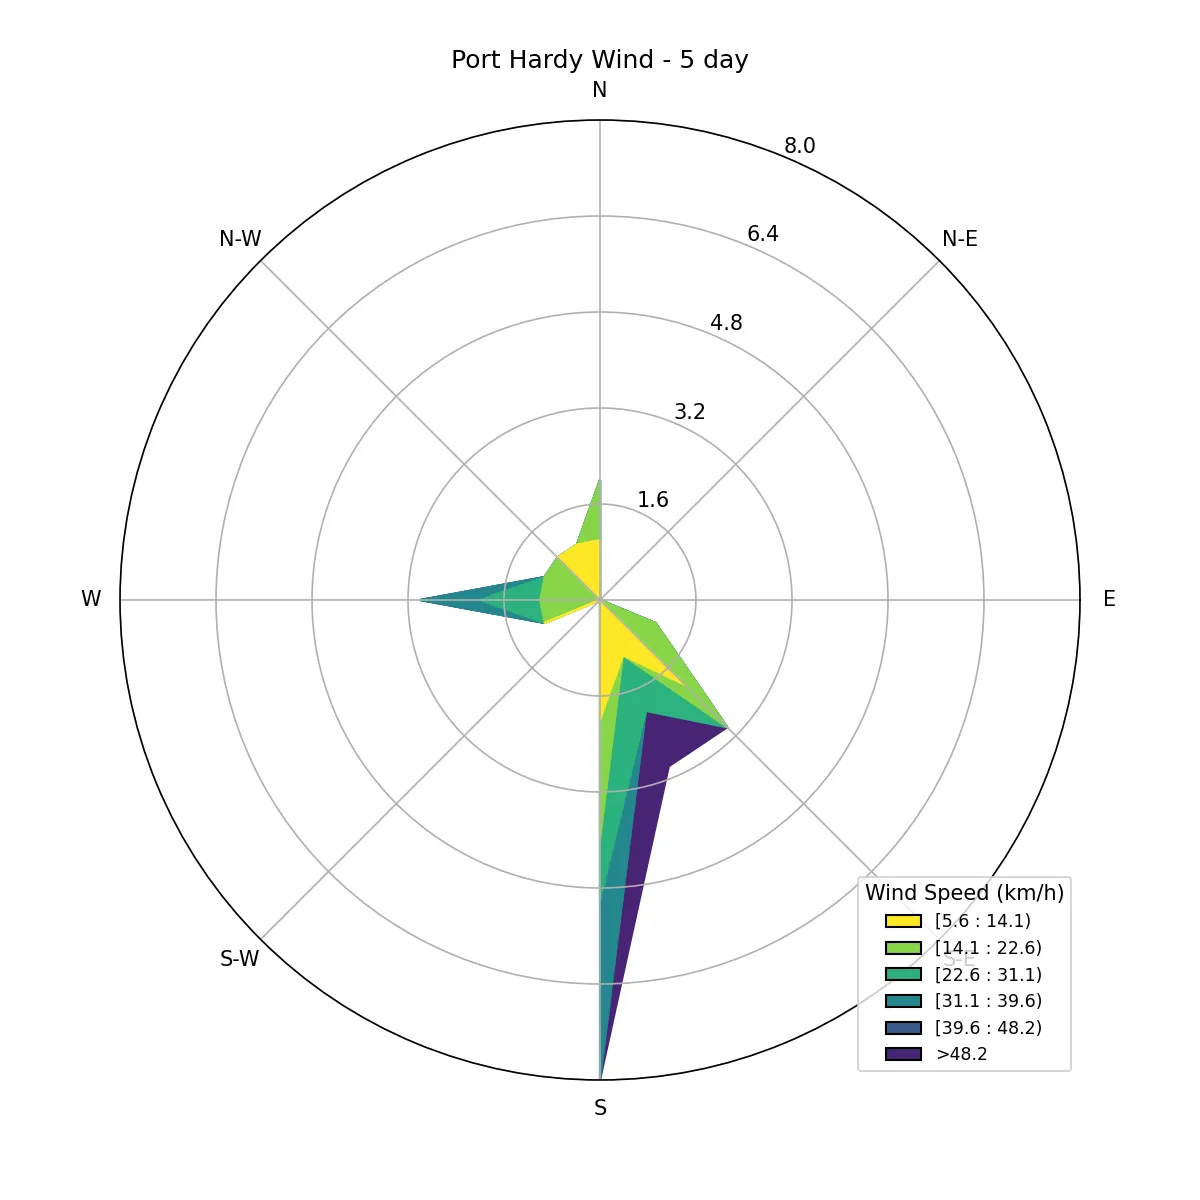 Port Hardy Wind - 5 day
N
8.0
N-W
N-E
6.4
4.8
3.2
1.6
W
E
Wind Speed (km/h)
[5.6 : 14.1)
[14.1 : 22.6)
[22.6 : 31.1)
[31.1 : 39.6)
[39.6 : 48.2)
>48.2
S-W
S-E
S